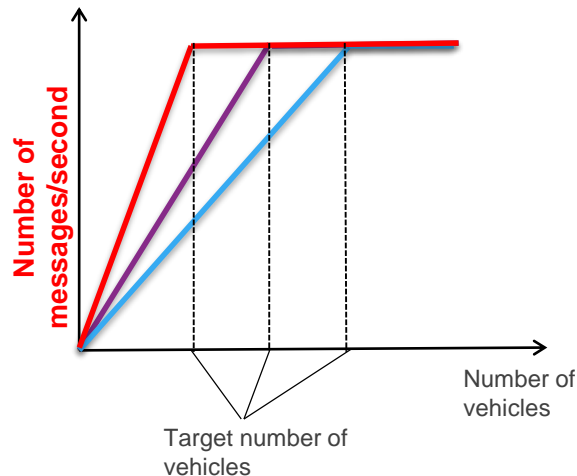 Number of
messages/second
Number of
vehicles
Target number of
vehicles